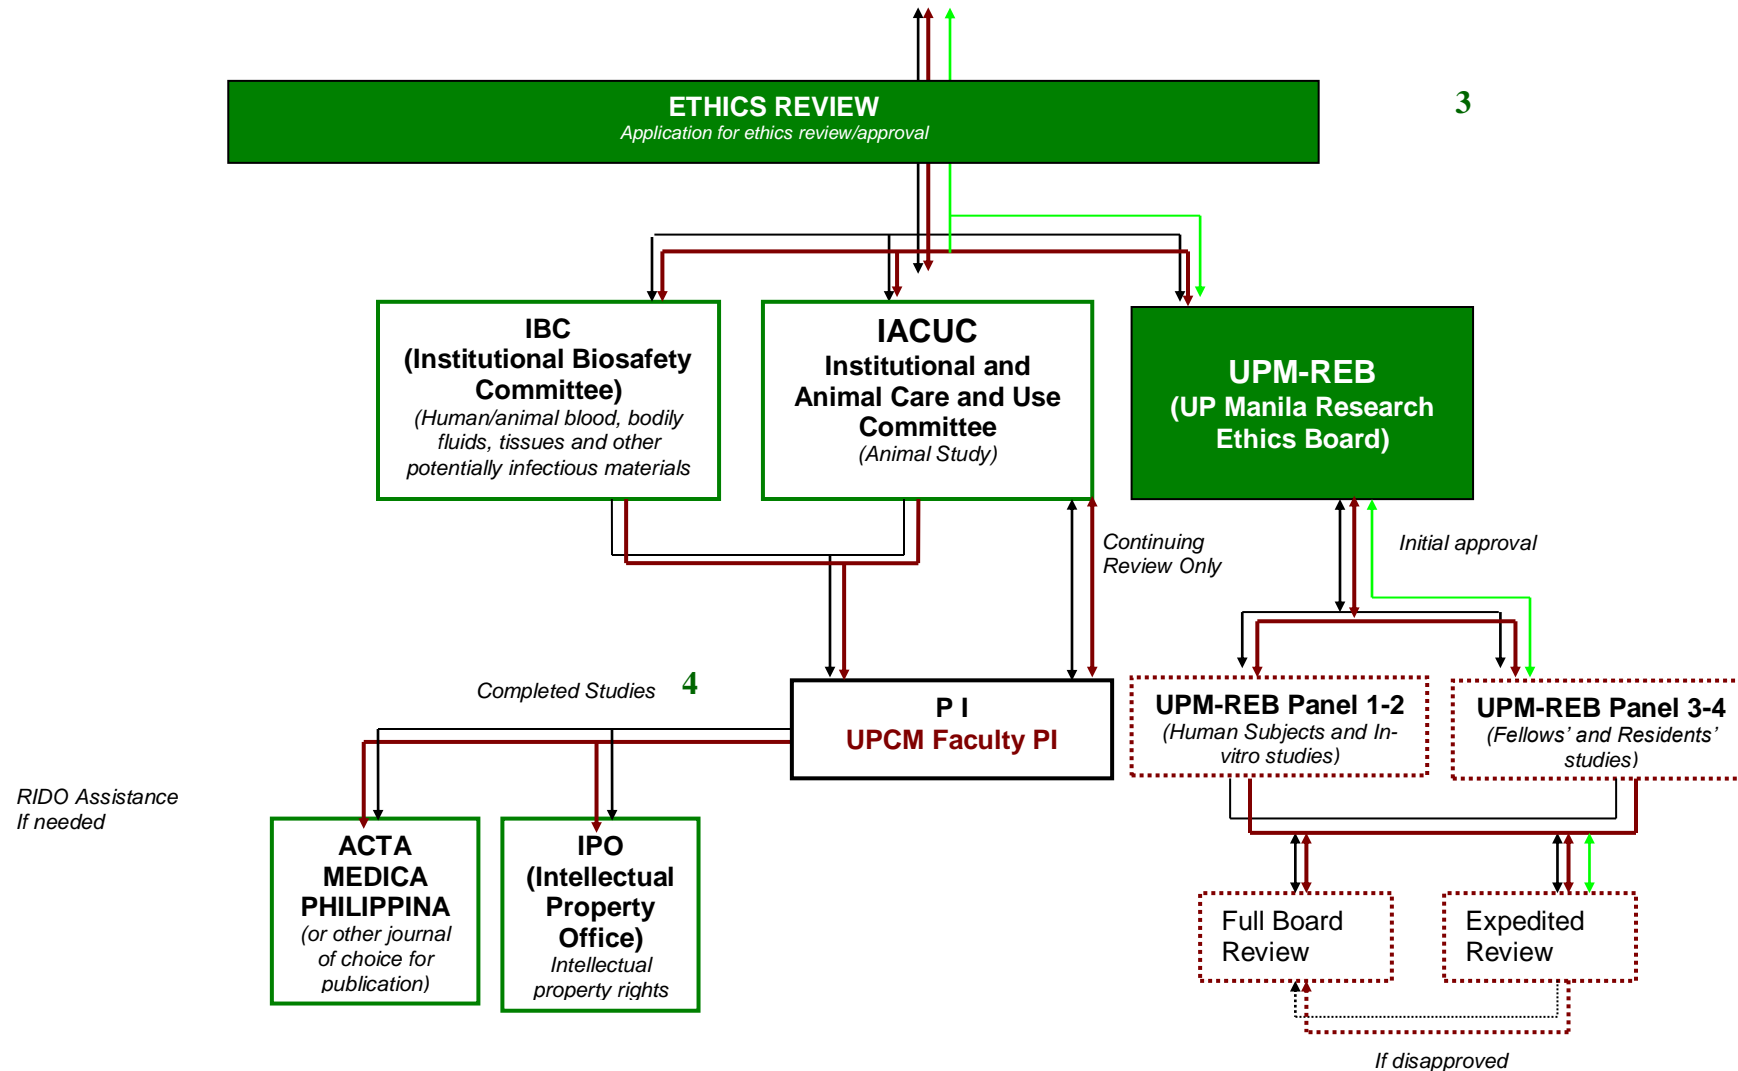 ETHICS REVIEW
Application for ethics review/approval
3
IBC
(Institutional Biosafety
Committee)
(Human/animal blood, bodily
fluids, tissues and other
potentially infectious materials
IACUC
Institutional and
Animal Care and Use
Committee
(Animal Study)
UPM-REB
(UP Manila Research
Ethics Board)
Continuing
Review Only
Initial approval
Completed Studies
4
P I
UPCM Faculty PI
UPM-REB Panel 1-2
(Human Subjects and In-
vitro studies)
UPM-REB Panel 3-4
(Fellows’ and Residents’
studies)
RIDO Assistance
If needed
ACTA
MEDICA
PHILIPPINA
(or other journal
of choice for
publication)
IPO
(Intellectual
Property
Office)
Intellectual
property rights
Full Board
Review
Expedited
Review
If disapproved